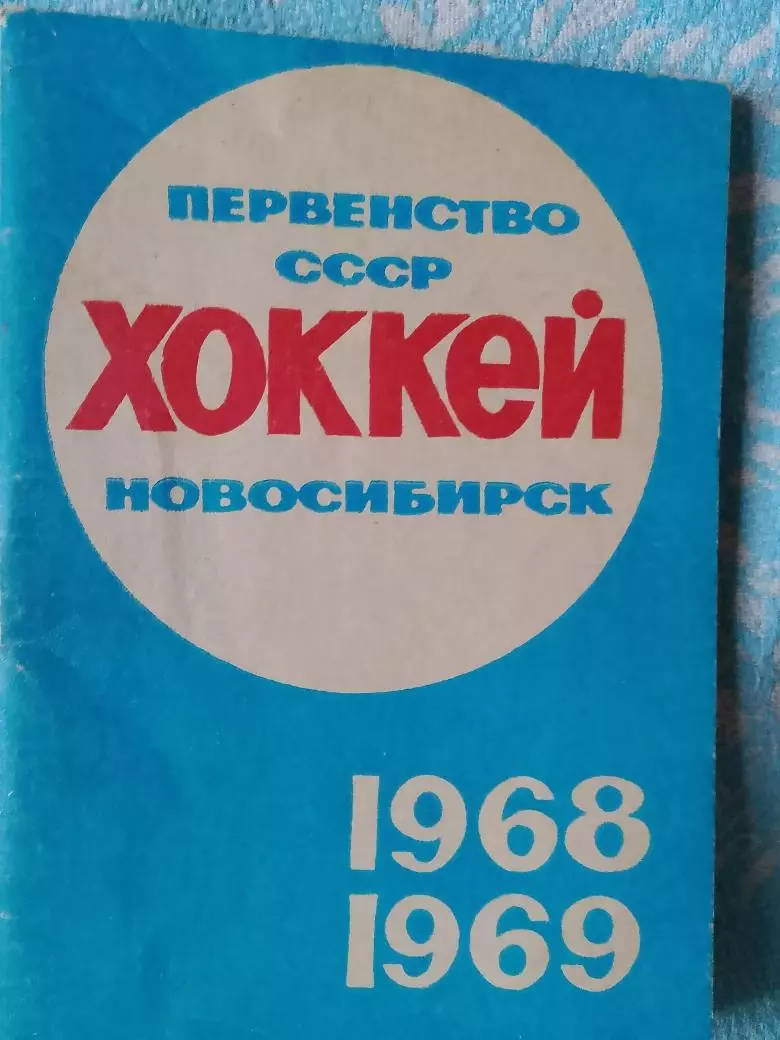 ПЕРВЕНСТВО
СССР
ХОККЕЙ
НОВОСИБИРСК
1968
1969